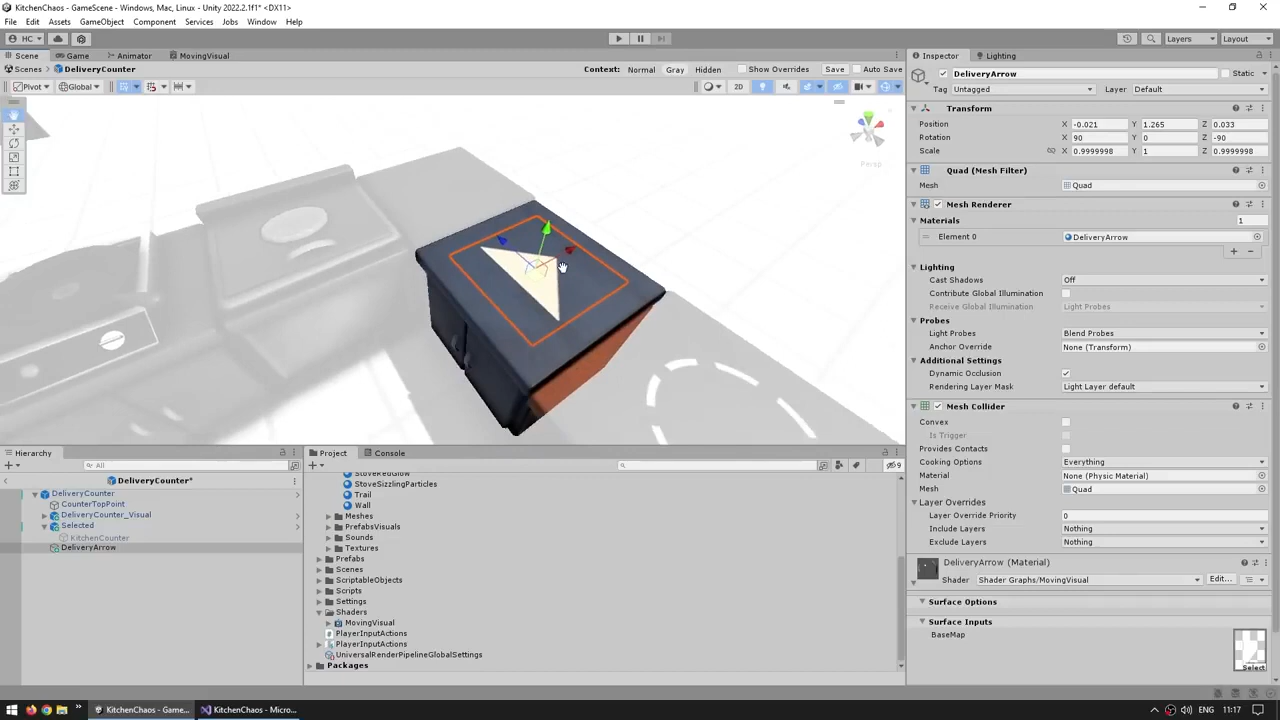 KitchenChaos - GameScene - Windows, Mac, Linux - Unity 2022.2.1f1* <DX11>
File Edit Assets GameObject Component Services Jobs Window Help
HC Layers Layout
Scene Game Animator MovingVisual Inspector Lighting
Scenes DeliveryCounter Context: Normal Gray Hidden Show Overrides Save Auto Save
Pivot Global 2D
DeliveryArrow Static
Tag Untagged Layer Default
Transform
Position X -0.021 Y 1.265 Z 0.033
Rotation X 90 Y 0 Z -90
Scale X 0.9999998 Y 1 Z 0.9999998
Persp
Quad (Mesh Filter)
Mesh Quad
Mesh Renderer
Materials 1
Element 0 DeliveryArrow
Lighting
Cast Shadows Off
Contribute Global Illumination
Receive Global Illumination Light Probes
Probes
Light Probes Blend Probes
Anchor Override None (Transform)
Additional Settings
Dynamic Occlusion
Rendering Layer Mask Light Layer default
Mesh Collider
Convex
Is Trigger
Provides Contacts
Cooking Options Everything
Material None (Physic Material)
Mesh Quad
Layer Overrides
Layer Override Priority 0
Include Layers Nothing
Exclude Layers Nothing
DeliveryArrow (Material)
Shader Shader Graphs/MovingVisual Edit...
Surface Options
Surface Inputs
BaseMap
Select
Hierarchy
All
DeliveryCounter*
DeliveryCounter
CounterTopPoint
DeliveryCounter_Visual
Selected
KitchenCounter
DeliveryArrow
Project Console
9
StoveRedGlow
StoveSizzlingParticles
Trail
Wall
Meshes
PrefabsVisuals
Sounds
Textures
Prefabs
Scenes
ScriptableObjects
Scripts
Settings
Shaders
MovingVisual
PlayerInputActions
PlayerInputActions
UniversalRenderPipelineGlobalSettings
Packages
KitchenChaos - Game... KitchenChaos - Micro... ENG 11:17